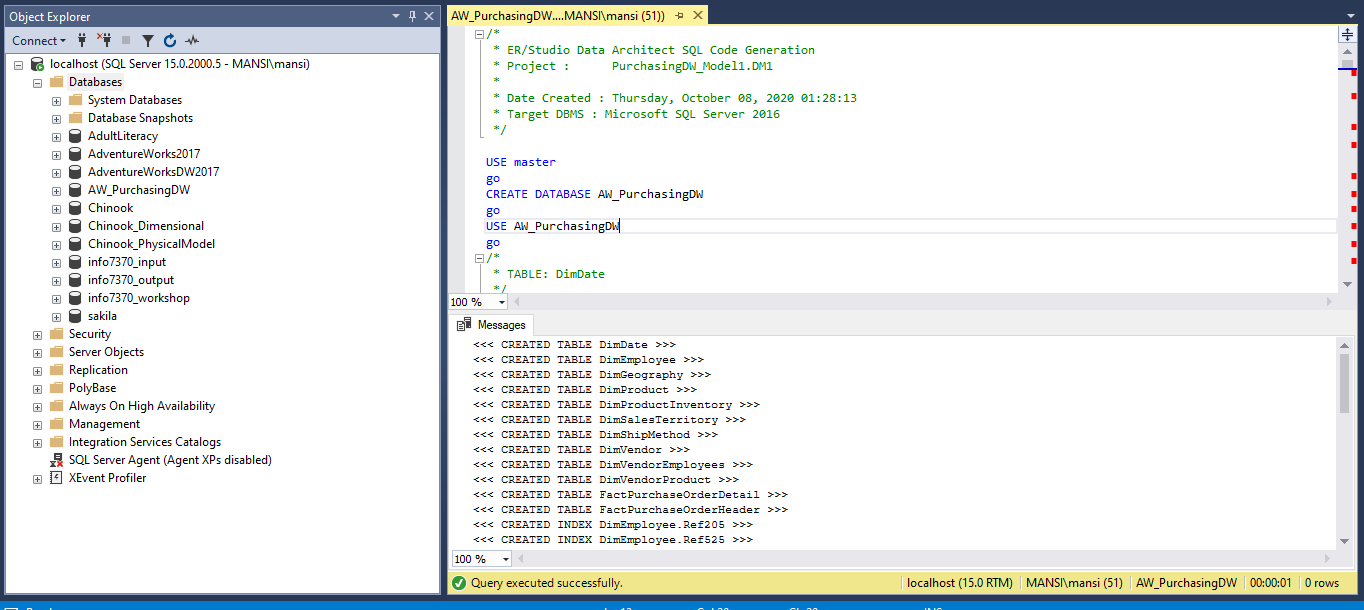 Object Explorer
Connect
localhost (SQL Server 15.0.2000.5 - MANSI\mansi)
Databases
System Databases
Database Snapshots
AdultLiteracy
AdventureWorks2017
AdventureWorksDW2017
AW_PurchasingDW
Chinook
Chinook_Dimensional
Chinook_PhysicalModel
info7370_input
info7370_output
info7370_workshop
sakila
Security
Server Objects
Replication
PolyBase
Always On High Availability
Management
Integration Services Catalogs
SQL Server Agent (Agent XPs disabled)
XEvent Profiler
AW_PurchasingDW....MANSI\mansi (51))
/*
* ER/Studio Data Architect SQL Code Generation
* Project :      PurchasingDW_Model1.DM1
*
* Date Created : Thursday, October 08, 2020 01:28:13
* Target DBMS : Microsoft SQL Server 2016
*/
USE master
go
CREATE DATABASE AW_PurchasingDW
go
USE AW_PurchasingDW
go
/*
* TABLE: DimDate
*/
100 %
Messages
<<< CREATED TABLE DimDate >>>
<<< CREATED TABLE DimEmployee >>>
<<< CREATED TABLE DimGeography >>>
<<< CREATED TABLE DimProduct >>>
<<< CREATED TABLE DimProductInventory >>>
<<< CREATED TABLE DimSalesTerritory >>>
<<< CREATED TABLE DimShipMethod >>>
<<< CREATED TABLE DimVendor >>>
<<< CREATED TABLE DimVendorEmployees >>>
<<< CREATED TABLE DimVendorProduct >>>
<<< CREATED TABLE FactPurchaseOrderDetail >>>
<<< CREATED TABLE FactPurchaseOrderHeader >>>
<<< CREATED INDEX DimEmployee.Ref205 >>>
<<< CREATED INDEX DimEmployee.Ref525 >>>
100 %
Query executed successfully.
localhost (15.0 RTM)
MANSI\mansi (51)
AW_PurchasingDW
00:00:01
0 rows